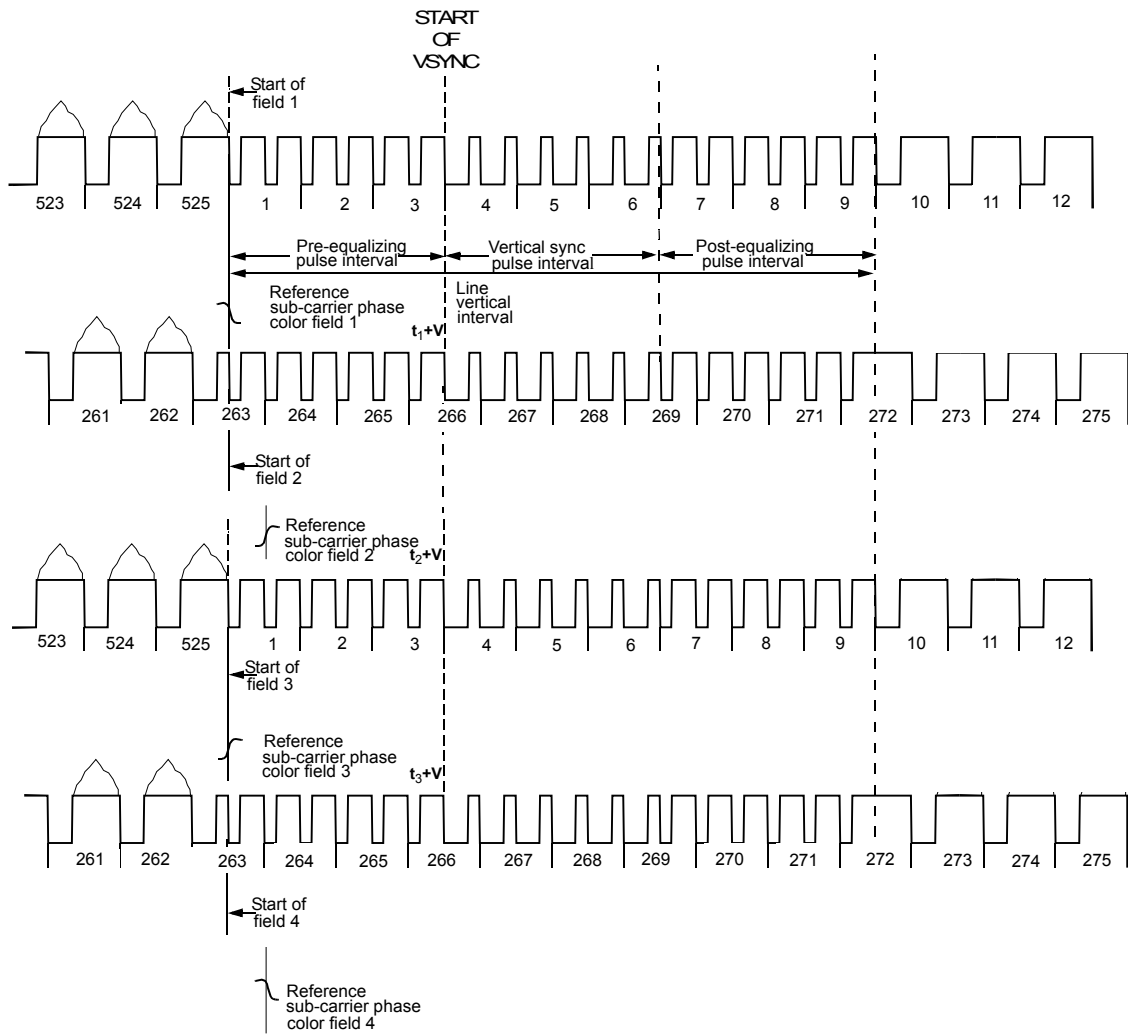 START
OF
VSYNC
Start of
field 1
523 524 525 1 2 3 4 5 6 7 8 9 10 11 12
Pre-equalizing
pulse interval
Vertical sync
pulse interval
Post-equalizing
pulse interval
Reference
sub-carrier phase
color field 1
Line
vertical
interval
t1+V
261 262 263 264 265 266 267 268 269 270 271 272 273 274 275
Start of
field 2
Reference
sub-carrier phase
color field 2
t2+V
523 524 525 1 2 3 4 5 6 7 8 9 10 11 12
Start of
field 3
Reference
sub-carrier phase
color field 3
t3+V
261 262 263 264 265 266 267 268 269 270 271 272 273 274 275
Start of
field 4
Reference
sub-carrier phase
color field 4